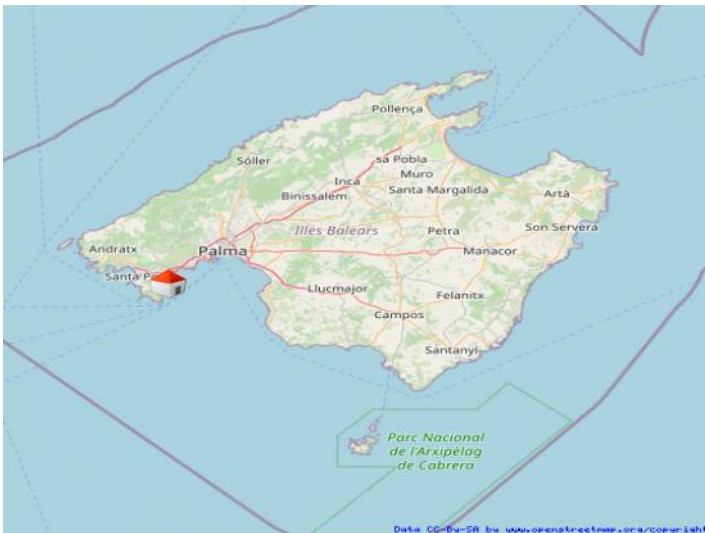 Pollença
Sóller
sa Pobla
Inca
Muro
Binissalem
Santa Margalida
Artà
Illes Balears
Petra
Son Servera
Andratx
Palma
Manacor
Santa
Llucmajor
Felanitx
Campos
Santanyí
Parc Nacional
de l'Arxipèlag
de Cabrera
Data CC-By-SA by www.openstreetmap.org/copyright